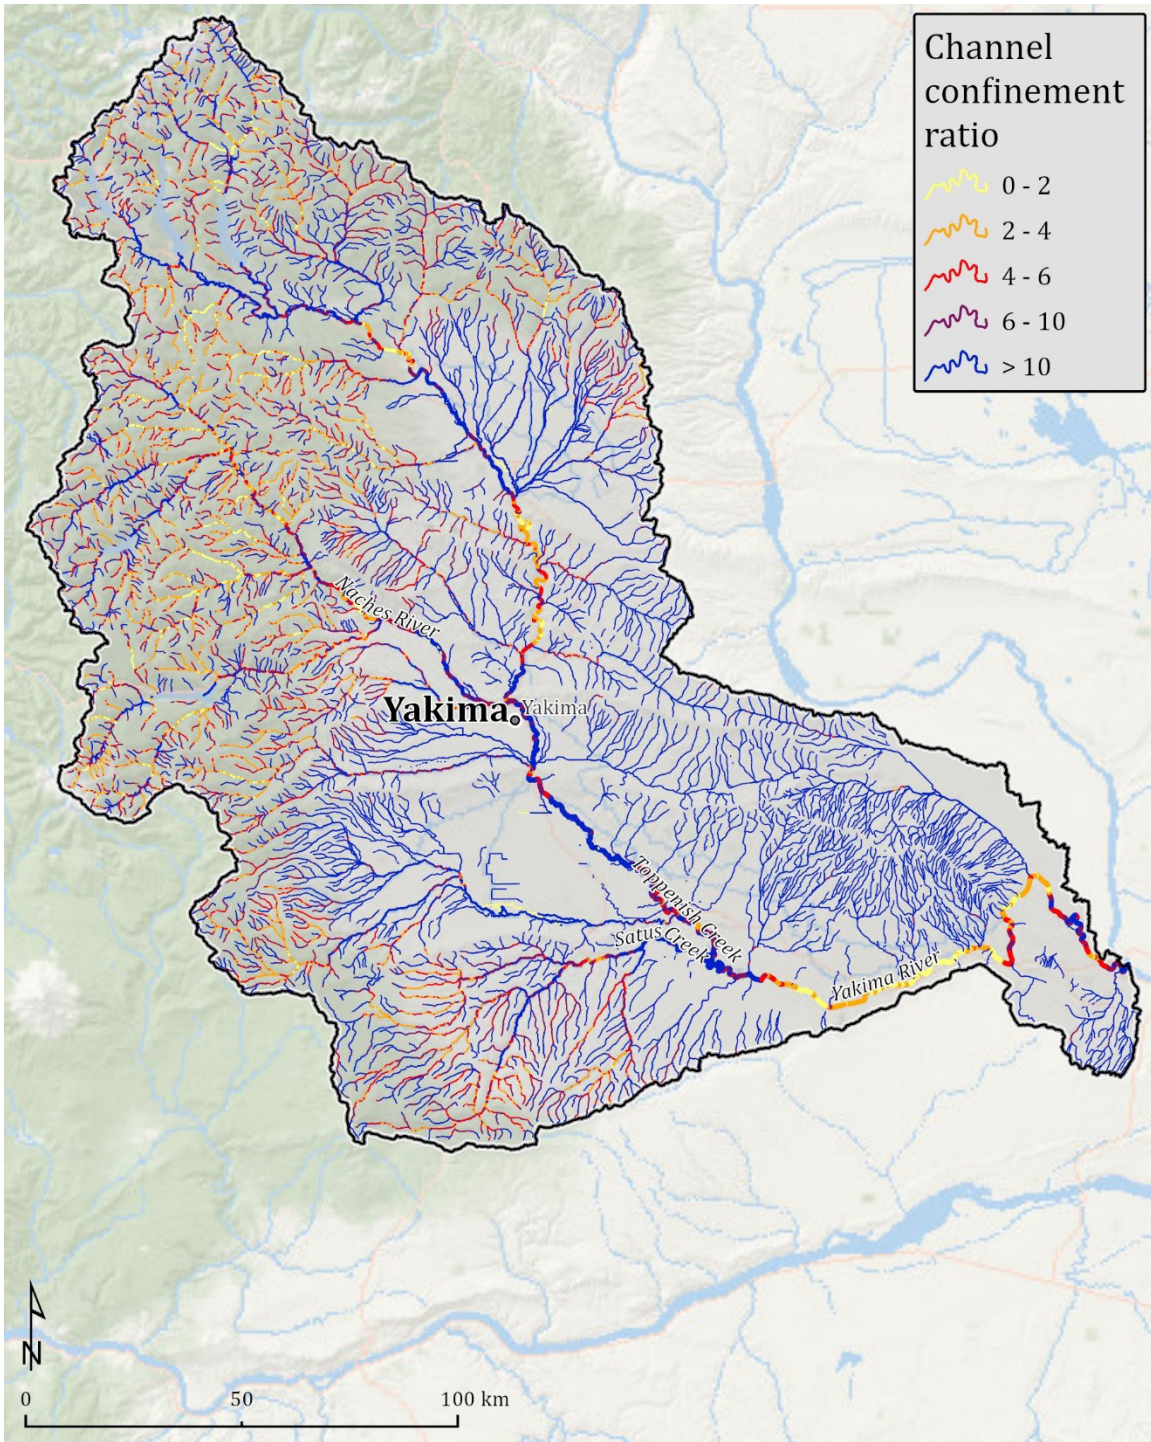 Channel
confinement
ratio
0 - 2
2 - 4
4 - 6
6 - 10
> 10
Naches River
Yakima
Yakima
Toppenish Creek
Satus Creek
Yakima River
N
0 50 100 km